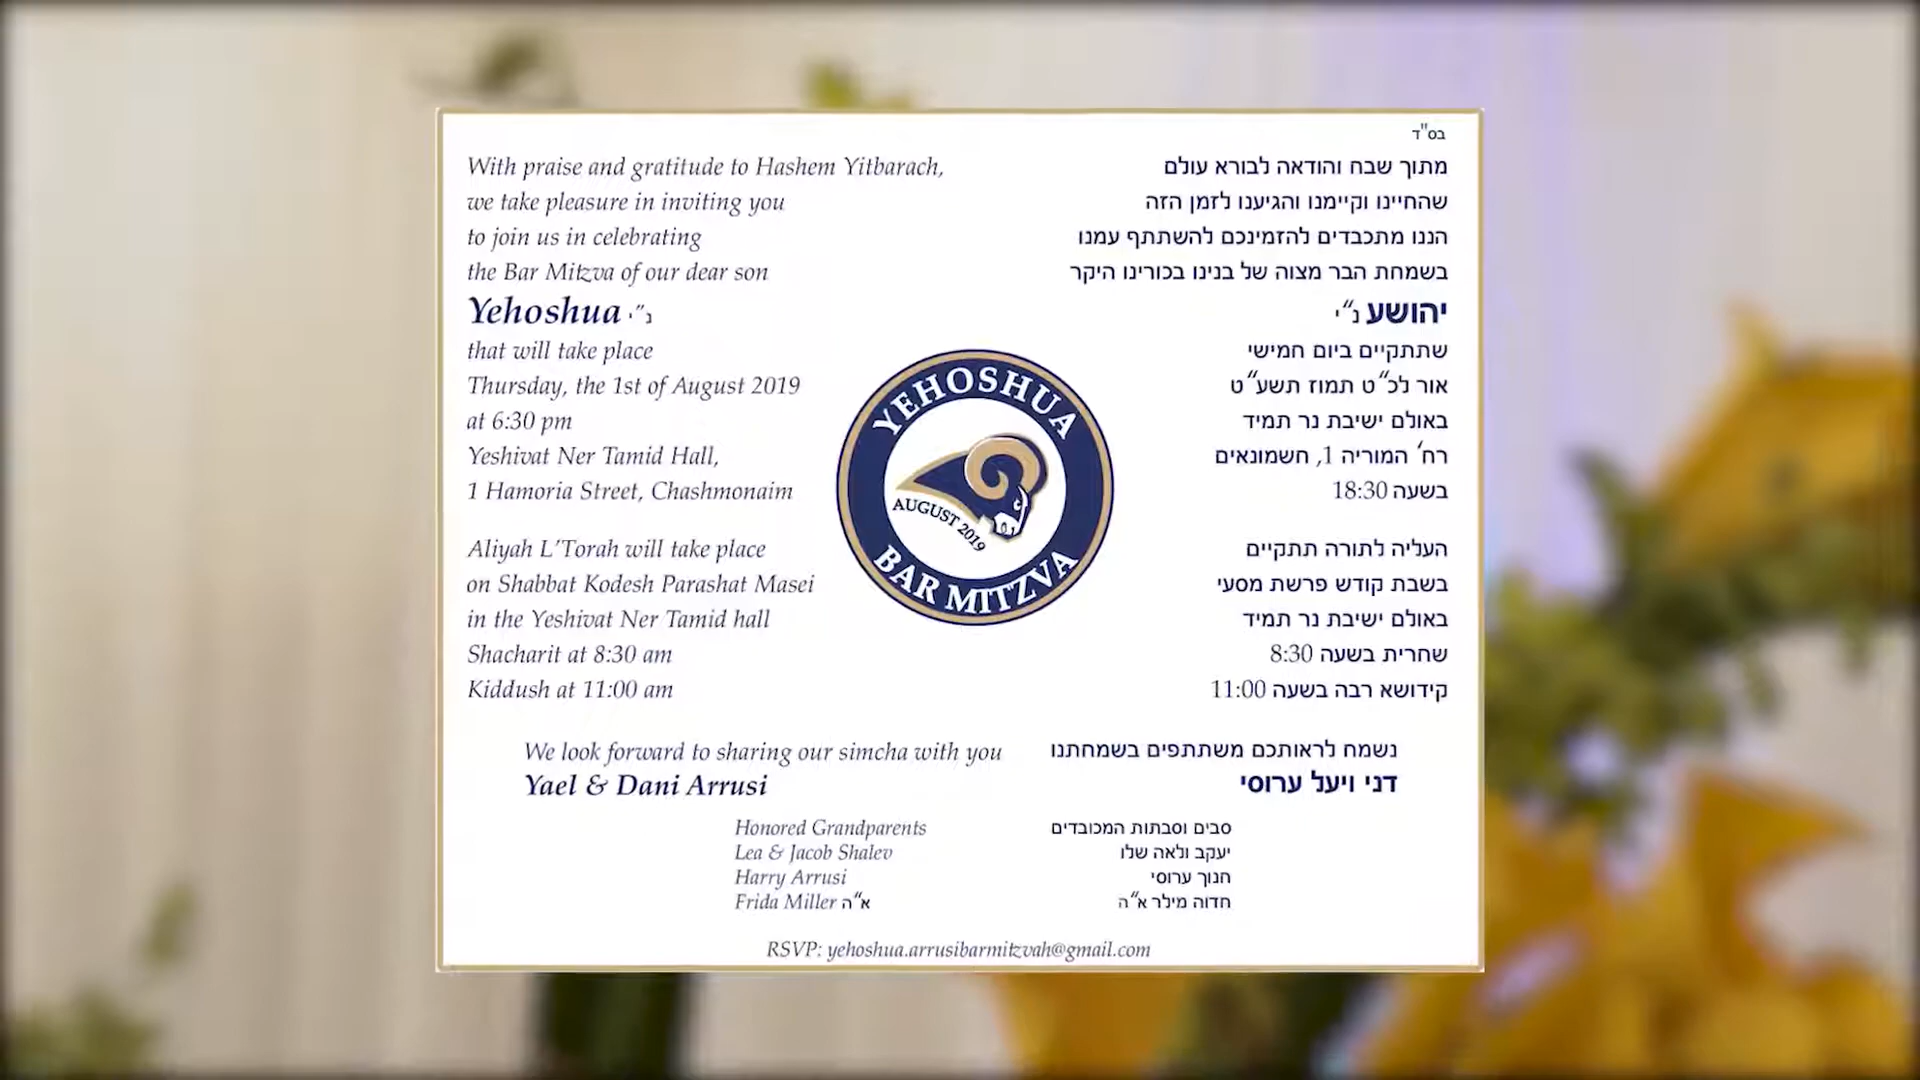 בס"ד
With praise and gratitude to Hashem Yitbarach,
we take pleasure in inviting you
to join us in celebrating
the Bar Mitzva of our dear son
Yehoshua נ"י
that will take place
Thursday, the 1st of August 2019
at 6:30 pm
Yeshivat Ner Tamid Hall,
1 Hamoria Street, Chashmonaim
Aliyah L'Torah will take place
on Shabbat Kodesh Parashat Masei
in the Yeshivat Ner Tamid hall
Shacharit at 8:30 am
Kiddush at 11:00 am
We look forward to sharing our simcha with you
Yael & Dani Arrusi
YEHOSHUA
AUGUST 2019
01
BAR MITZVA
מתוך שבח והודאה לבורא עולם
שהחיינו וקיימנו והגיענו לזמן הזה
הננו מתכבדים להזמינכם להשתתף עמנו
בשמחת הבר מצוה של בנינו בכורינו היקר
יהושע נ"י
שתתקיים ביום חמישי
אור לכ"ט תמוז תשע"ט
באולם ישיבת נר תמיד
רח' המוריה 1, חשמונאים
בשעה 18:30
העליה לתורה תתקיים
בשבת קודש פרשת מסעי
באולם ישיבת נר תמיד
שחרית בשעה 8:30
קידושא רבה בשעה 11:00
נשמח לראותכם משתתפים בשמחתנו
דני ויעל ערוסי
Honored Grandparents
Lea & Jacob Shalev
Harry Arrusi
Frida Miller א"ה
סבים וסבתות המכובדים
יעקב ולאה שלו
חנוך ערוסי
חדוה מילר א"ה
RSVP: yehoshua.arrusibarmitzvah@gmail.com